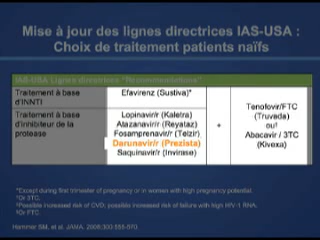 Mise à jour des lignes directrices IAS-USA :
Choix de traitement patients naïfs
IAS-USA Lignes directrices "Recommendations"
Traitement à base
d'INNTI
Efavirenz (Sustiva)*
Traitement à base
d'Inhibiteur de la
protease
Lopinavir/r (Kaletra)
Atazanavir/r (Reyataz)
Fosamprenavir/r (Telzir)
Darunavir/r (Prezista)
Saquinavir/r (Invirase)
+
Tenofovir/FTC
(Truvada)
ou
Abacavir / 3TC
(Kivexa)
*Except during first trimester of pregnancy or in women with high pregnancy potential.
Or 3TC.
Possible increased risk of CVD; possible increased risk of failure with high HIV-1 RNA.
Or FTC
Hammer SM, et al. JAMA. 2008;300:555-570.